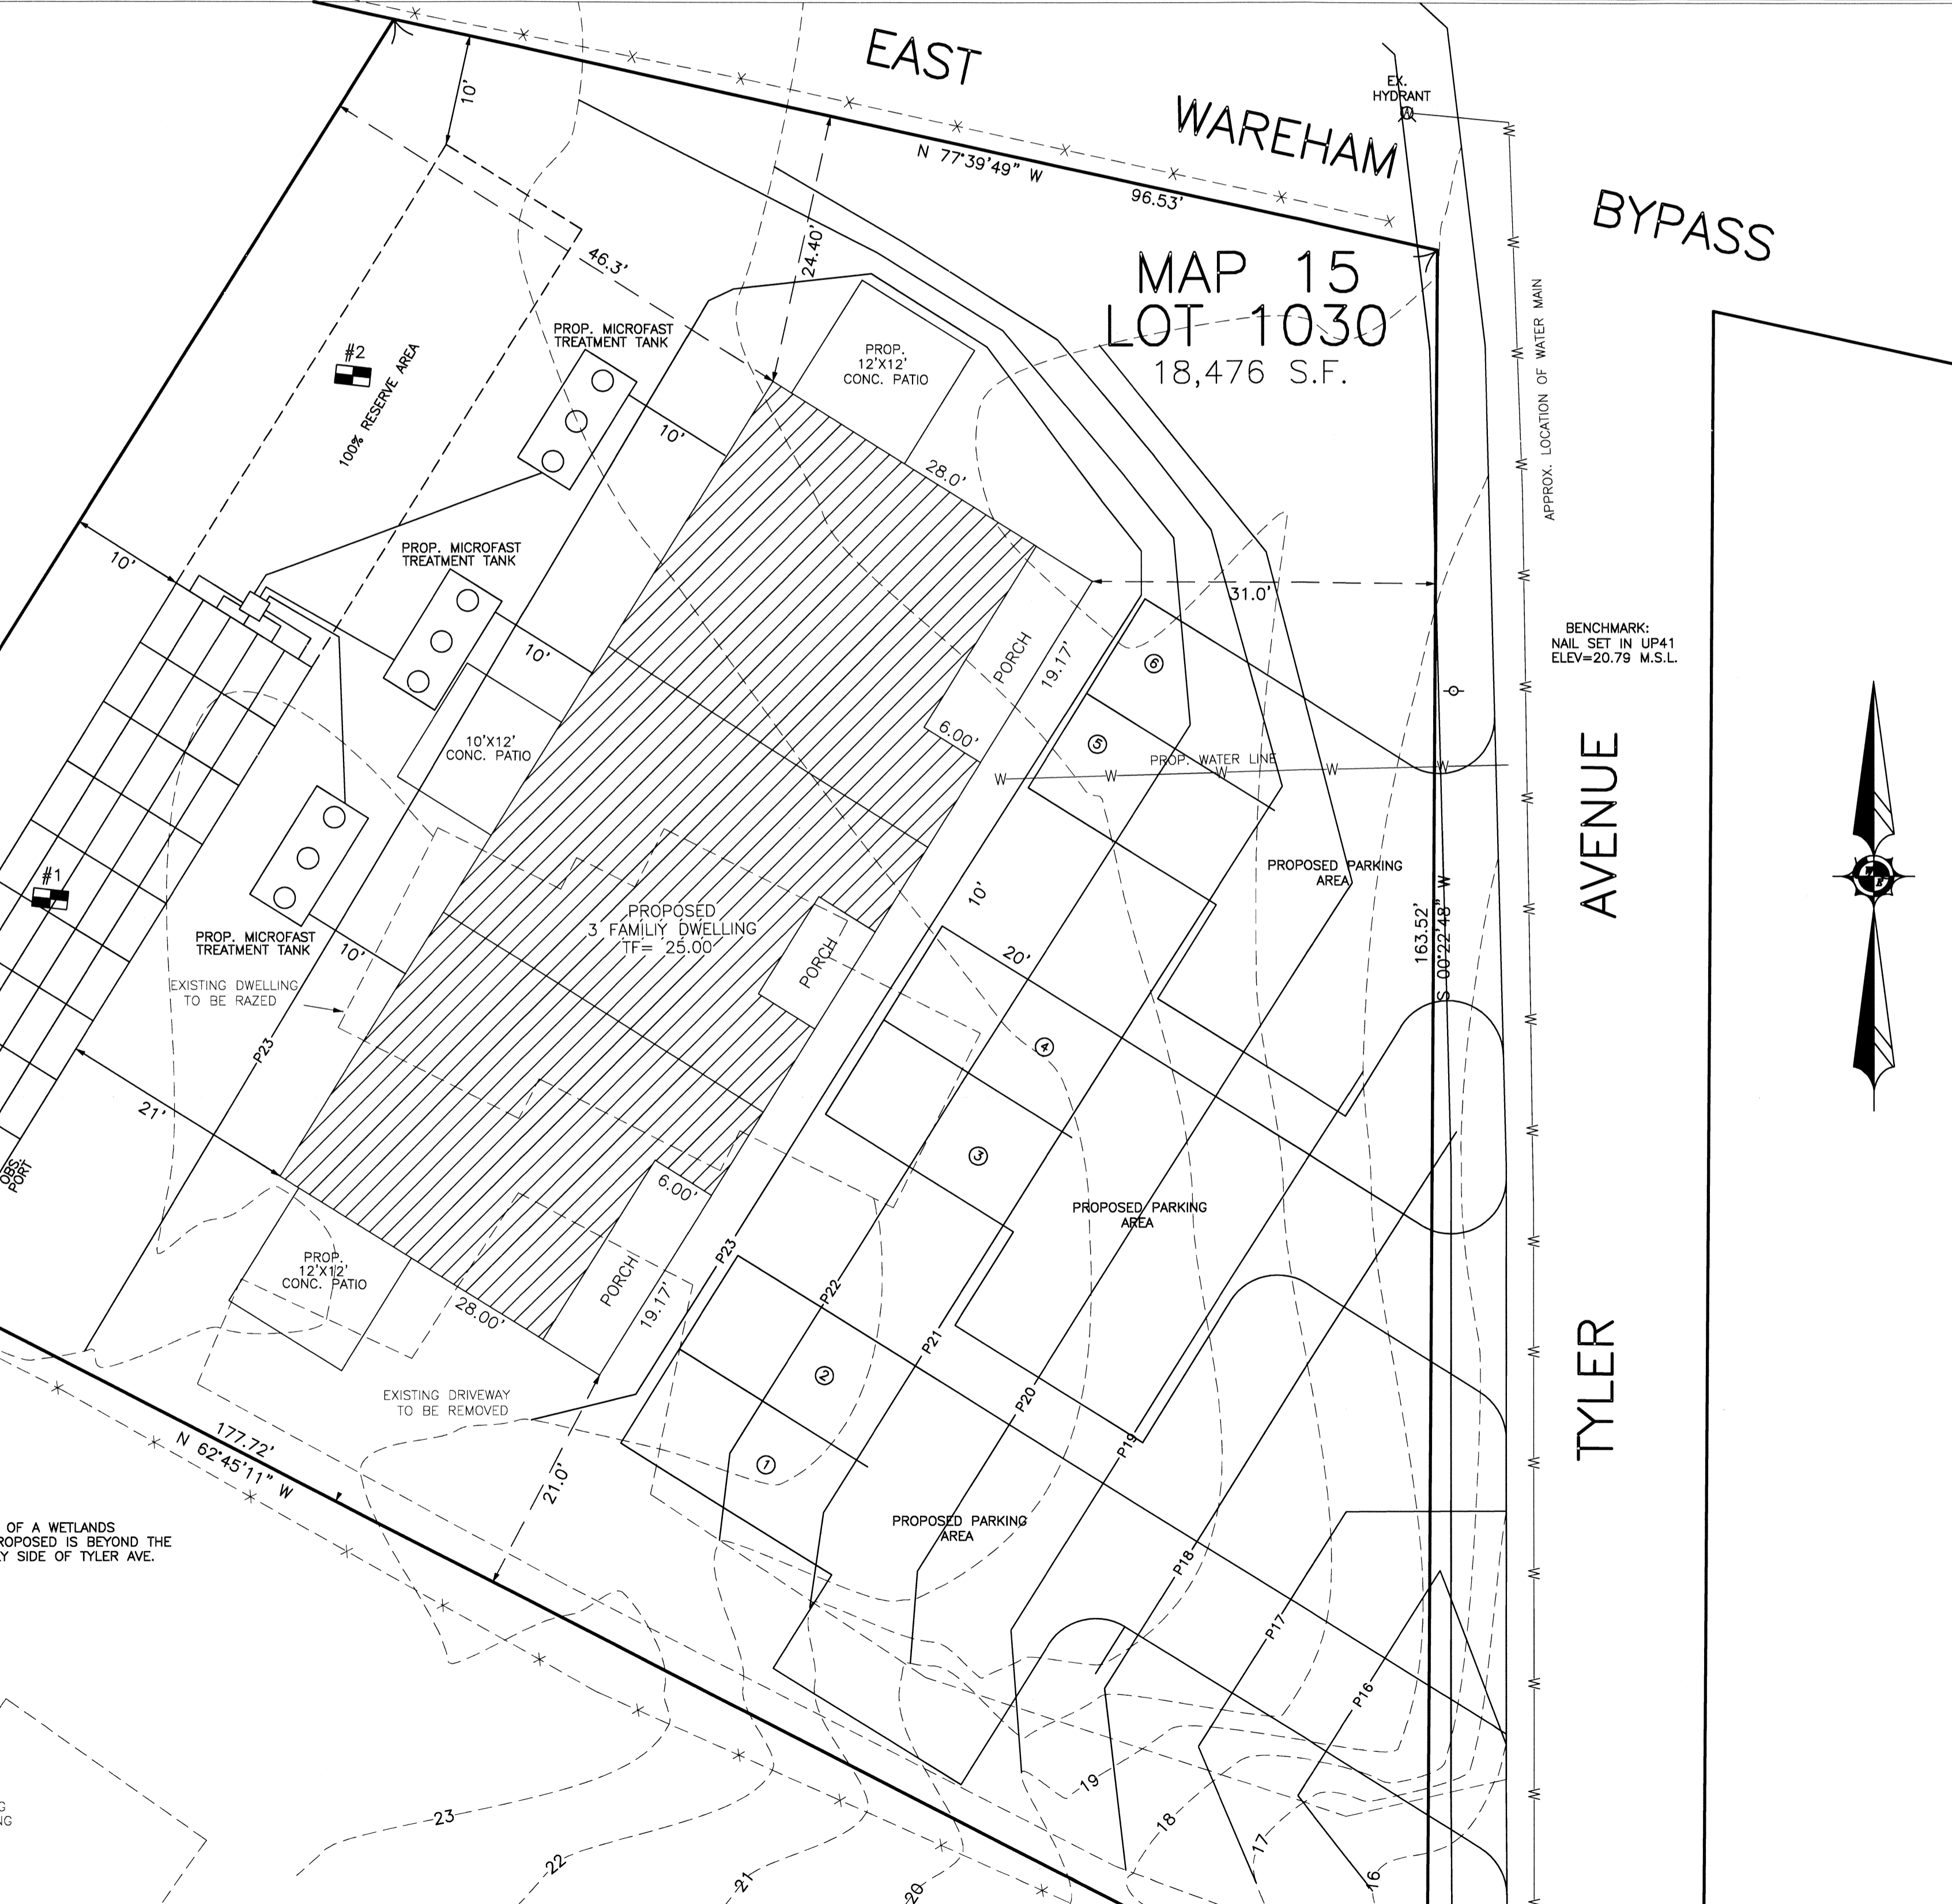 EAST
WAREHAM
BYPASS
EX.
HYDRANT
W
10'
N 77°39'49" W
96.53'
MAP 15
LOT 1030
18,476 S.F.
46.3'
24.40'
#2
100% RESERVE AREA
PROP. MICROFAST
TREATMENT TANK
PROP.
12'X12'
CONC. PATIO
10'
28.0'
APPROX. LOCATION OF WATER MAIN
PROP. MICROFAST
TREATMENT TANK
10'
10'
31.0'
BENCHMARK:
NAIL SET IN UP41
ELEV=20.79 M.S.L.
PORCH
19.17'
6
10'X12'
CONC. PATIO
6.00'
5
PROP. WATER LINE
W W W W W
AVENUE
#1
PROPOSED PARKING
AREA
10'
163.52'
S 00°22'48" W
PROPOSED
3 FAMILIY DWELLING
TF= 25.00
PORCH
20'
PROP. MICROFAST
TREATMENT TANK
10'
EXISTING DWELLING
TO BE RAZED
P23
4
21'
3
OBS.
PORT
6.00'
PROPOSED PARKING
AREA
PROP.
12'X12'
CONC. PATIO
28.00'
PORCH
19.17'
P23
P22
P21
P20
P19
P18
P17
P16
2
1
TYLER
EXISTING DRIVEWAY
TO BE REMOVED
177.72'
N 62°45'11" W
21.0'
PROPOSED PARKING
AREA
OF A WETLANDS
ROPOSED IS BEYOND THE
Y SIDE OF TYLER AVE.
G
NG
23
22
21
20
19
18
17
16